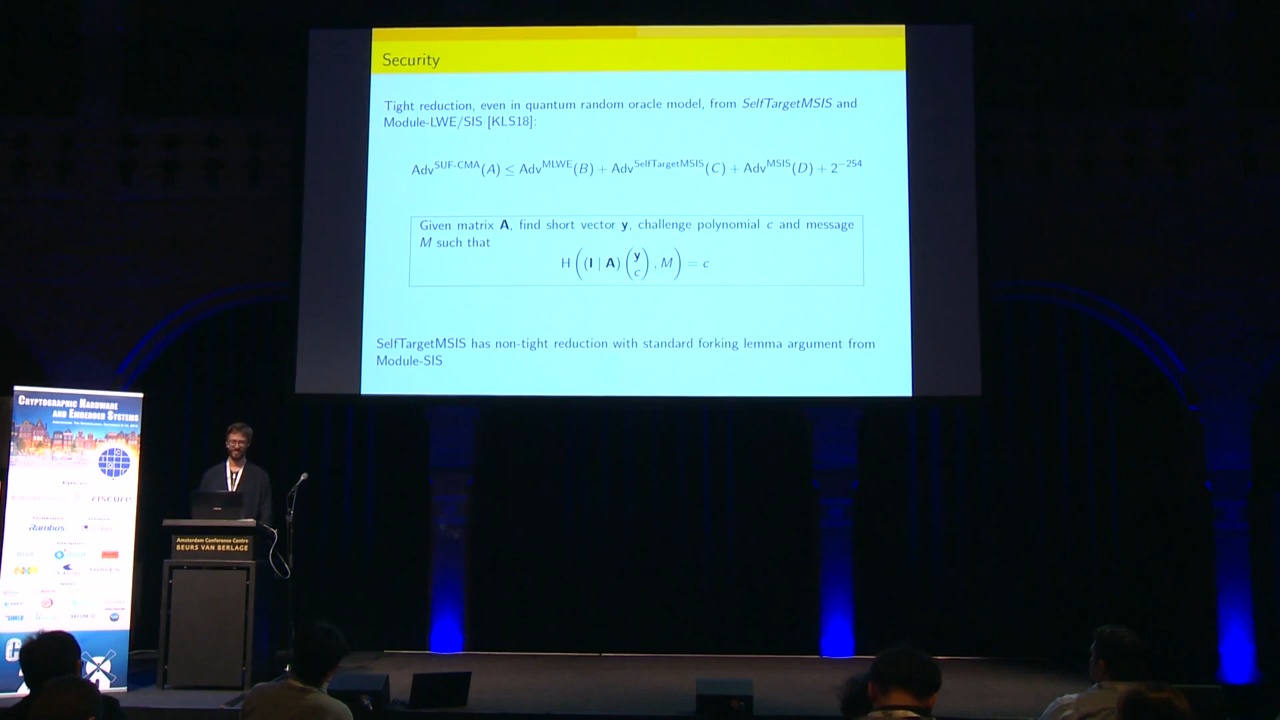 Security
Tight reduction, even in quantum random oracle model, from SelfTargetMSIS and
Module-LWE/SIS [KLS18]:
Adv^SUF-CMA(A) ≤ Adv^MLWE(B) + Adv^SelfTargetMSIS(C) + Adv^MSIS(D) + 2^−254
Given matrix A, find short vector y, challenge polynomial c and message
M such that
H((I | A)(y c), M) = c
SelfTargetMSIS has non-tight reduction with standard forking lemma argument from
Module-SIS
CRYPTOGRAPHIC HARDWARE
AND EMBEDDED SYSTEMS
riscure
Rambus
Amsterdam Conference Centre
BEURS VAN BERLAGE